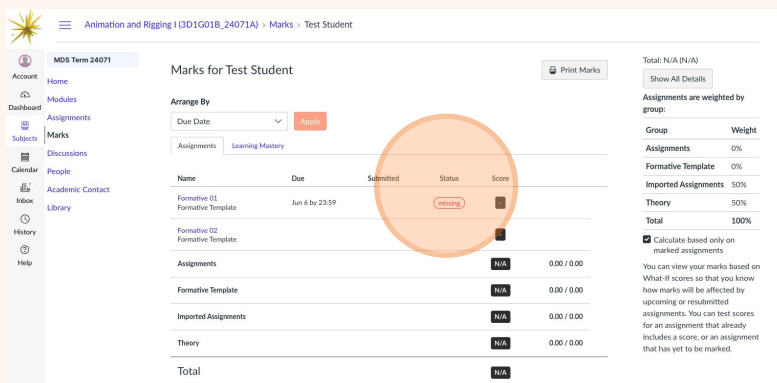 Animation and Rigging I (3D1G01B_24071A) > Marks > Test Student
Account
Dashboard
Subjects
Calendar
Inbox
History
Help
MDS Term 24071
Home
Modules
Assignments
Marks
Discussions
People
Academic Contact
Library
Marks for Test Student
Print Marks
Arrange By
Due Date
Apply
Assignments Learning Mastery
Name Due Submitted Status Score
Formative 01 Jun 6 by 23:59 missing -
Formative Template
Formative 02 -
Formative Template
Assignments N/A 0.00 / 0.00
Formative Template N/A 0.00 / 0.00
Imported Assignments N/A 0.00 / 0.00
Theory N/A 0.00 / 0.00
Total N/A
Total: N/A (N/A)
Show All Details
Assignments are weighted by
group:
Group Weight
Assignments 0%
Formative Template 0%
Imported Assignments 50%
Theory 50%
Total 100%
Calculate based only on
marked assignments
You can view your marks based on
What-If scores so that you know
how marks will be affected by
upcoming or resubmitted
assignments. You can test scores
for an assignment that already
includes a score, or an assignment
that has yet to be marked.